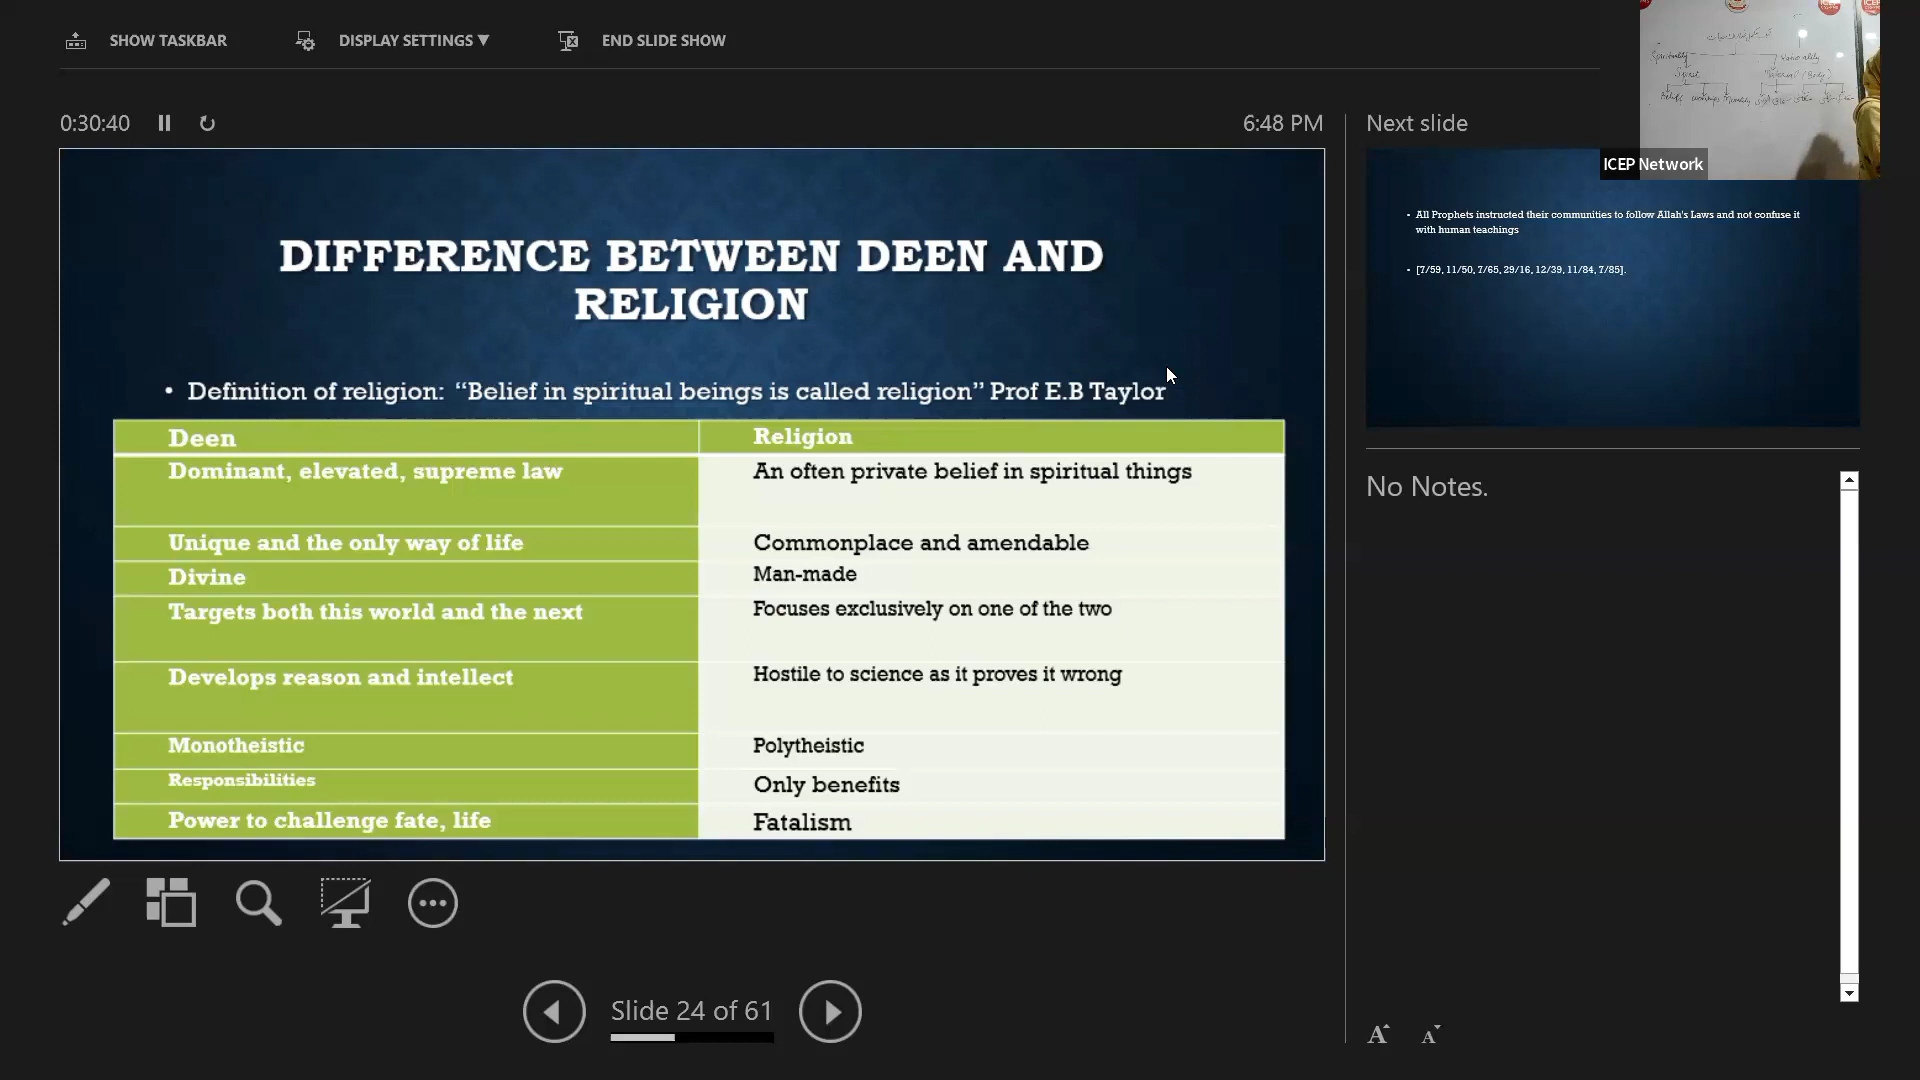 SHOW TASKBAR
DISPLAY SETTINGS ▼
END SLIDE SHOW
0:30:40
6:48 PM
DIFFERENCE BETWEEN DEEN AND
RELIGION
• Definition of religion: “Belief in spiritual beings is called religion” Prof E.B Taylor
Deen
Religion
Dominant, elevated, supreme law
An often private belief in spiritual things
Unique and the only way of life
Commonplace and amendable
Divine
Man-made
Targets both this world and the next
Focuses exclusively on one of the two
Develops reason and intellect
Hostile to science as it proves it wrong
Monotheistic
Polytheistic
Responsibilities
Only benefits
Power to challenge fate, life
Fatalism
Slide 24 of 61
Next slide
• All Prophets instructed their communities to follow Allah's Laws and not confuse it
with human teachings
• [7/59, 11/50, 7/65, 29/16, 12/39, 11/84, 7/85].
No Notes.
A A
Spirituality
Spirit
(Body)
Beliefs
ICEP Network